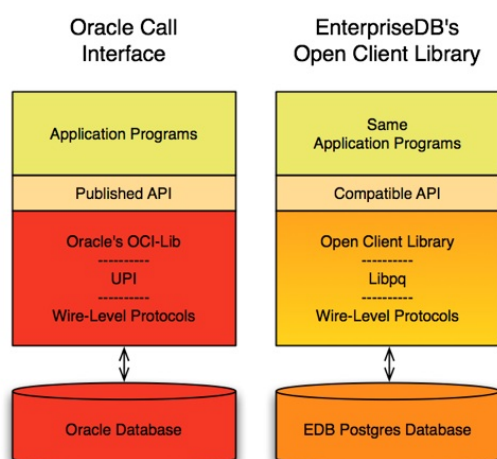 Oracle Call
Interface
Application Programs
Published API
Oracle's OCI-Lib
----------
UPI
----------
Wire-Level Protocols
Oracle Database
EnterpriseDB's
Open Client Library
Same
Application Programs
Compatible API
Open Client Library
----------
Libpq
----------
Wire-Level Protocols
EDB Postgres Database